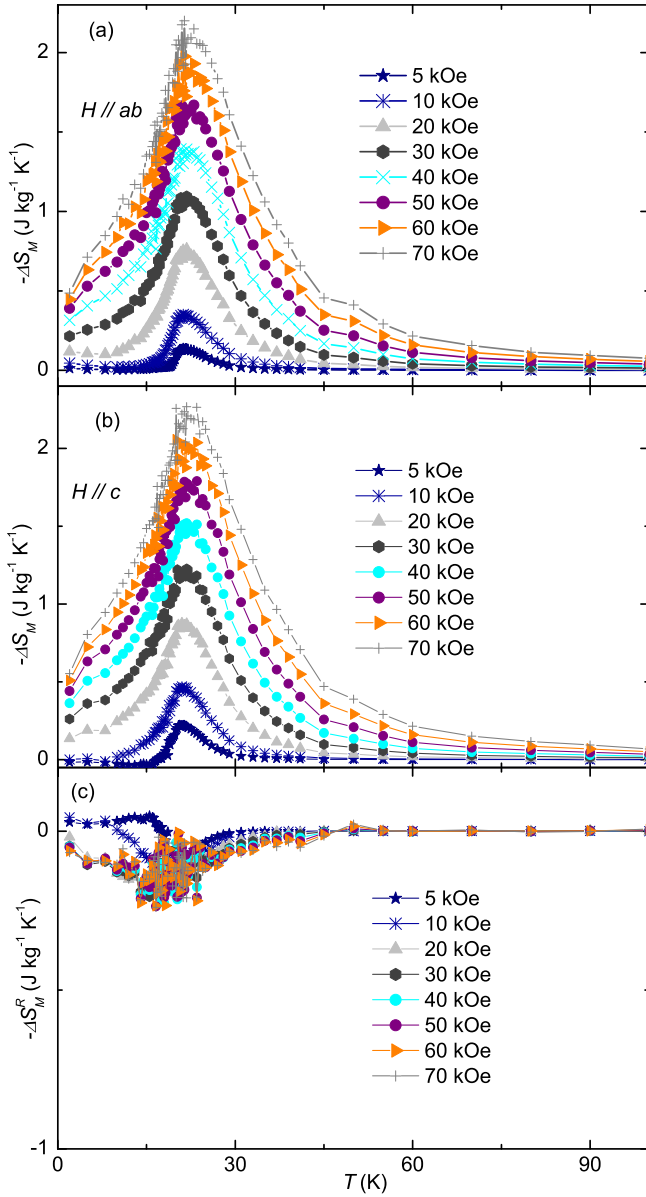 (a)
2
H // ab
5 kOe
10 kOe
20 kOe
30 kOe
40 kOe
50 kOe
60 kOe
70 kOe
1
0
-ΔS_M (J kg⁻¹ K⁻¹)
(b)
2
H // c
5 kOe
10 kOe
20 kOe
30 kOe
40 kOe
50 kOe
60 kOe
70 kOe
1
0
-ΔS_M (J kg⁻¹ K⁻¹)
(c)
0
5 kOe
10 kOe
20 kOe
30 kOe
40 kOe
50 kOe
60 kOe
70 kOe
-1
-ΔS_M^R (J kg⁻¹ K⁻¹)
0 30 60 90
T (K)